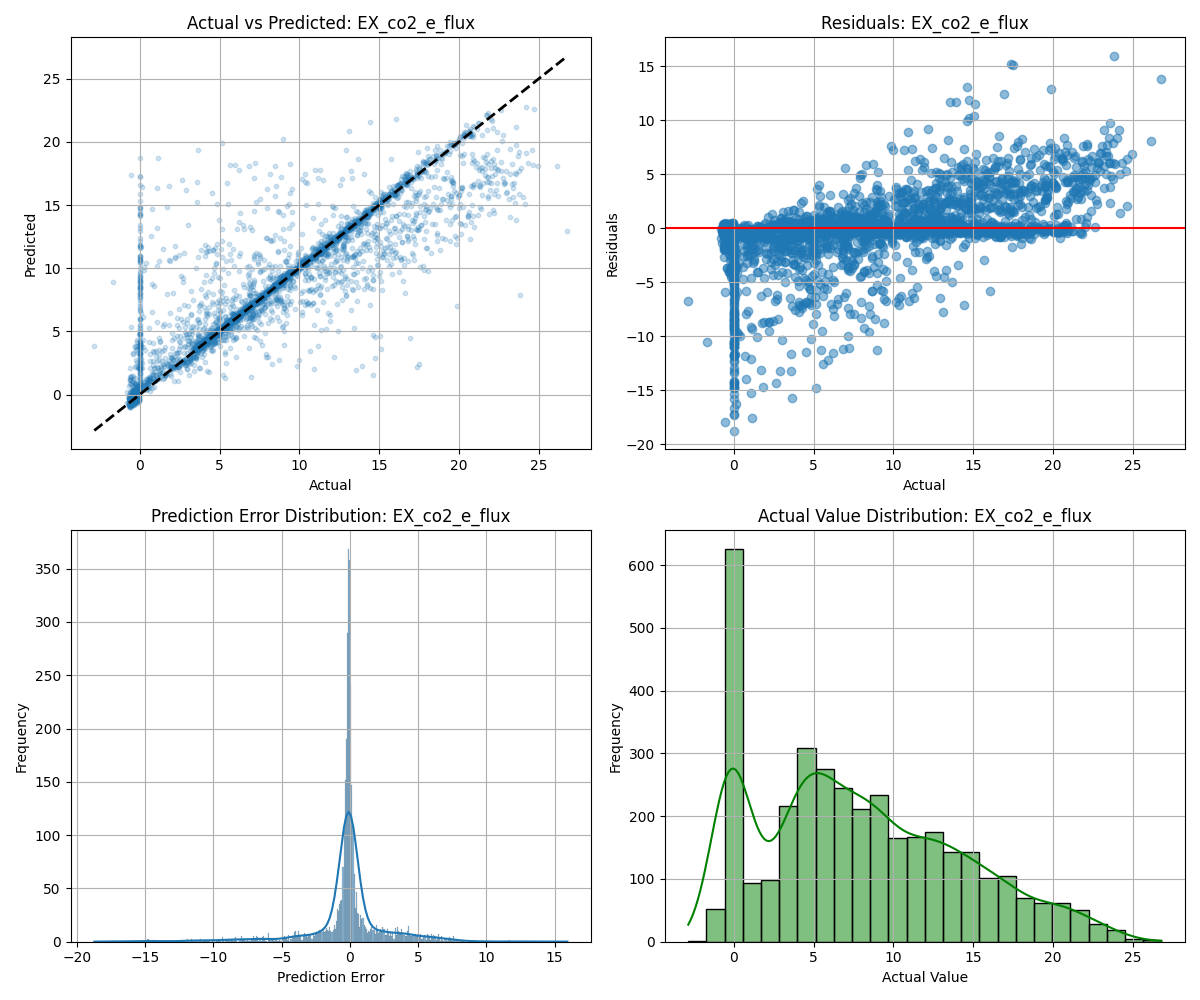 Actual vs Predicted: EX_co2_e_flux
25
20
15
10
5
0
Predicted
0 5 10 15 20 25
Actual
Residuals: EX_co2_e_flux
15
10
5
0
−5
−10
−15
−20
Residuals
0 5 10 15 20 25
Actual
Prediction Error Distribution: EX_co2_e_flux
350
300
250
200
150
100
50
0
Frequency
−20 −15 −10 −5 0 5 10 15
Prediction Error
Actual Value Distribution: EX_co2_e_flux
600
500
400
300
200
100
0
Frequency
0 5 10 15 20 25
Actual Value